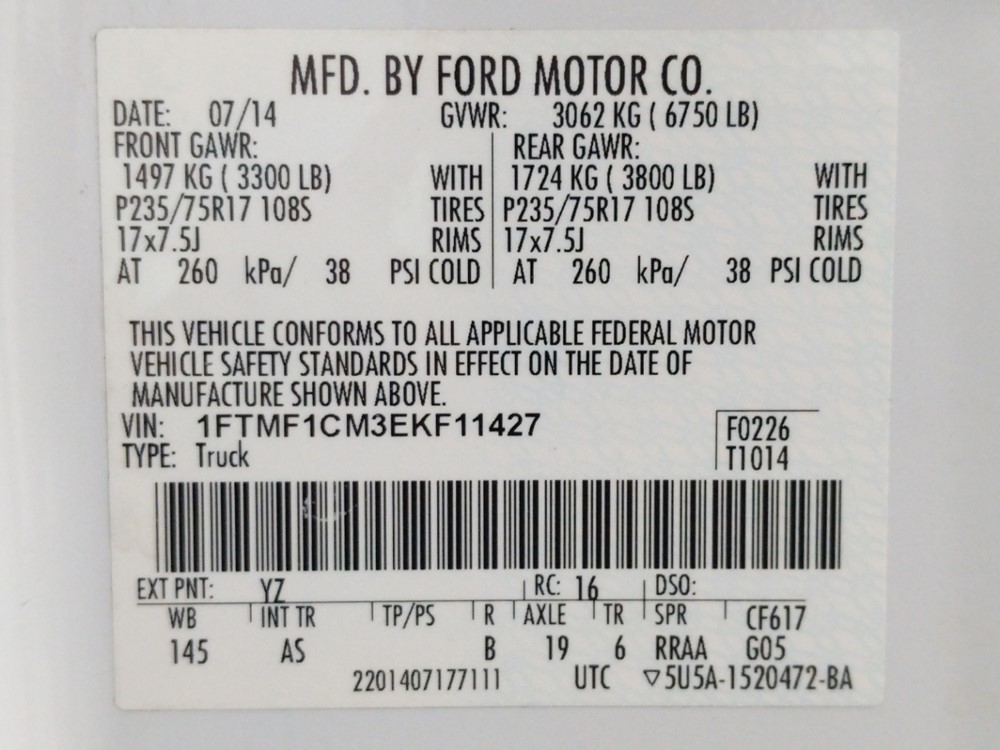 MFD. BY FORD MOTOR CO.
DATE: 07/14 GVWR: 3062 KG ( 6750 LB)
FRONT GAWR: REAR GAWR:
1497 KG ( 3300 LB) WITH 1724 KG ( 3800 LB) WITH
P235/75R17 108S TIRES P235/75R17 108S TIRES
17x7.5J RIMS 17x7.5J RIMS
AT 260 kPa/ 38 PSI COLD AT 260 kPa/ 38 PSI COLD
THIS VEHICLE CONFORMS TO ALL APPLICABLE FEDERAL MOTOR
VEHICLE SAFETY STANDARDS IN EFFECT ON THE DATE OF
MANUFACTURE SHOWN ABOVE.
VIN: 1FTMF1CM3EKF11427 F0226
TYPE: Truck T1014
EXT PNT: YZ RC: 16 DSO:
WB INT TR TP/PS R AXLE TR SPR CF617
145 AS B 19 6 RRAA G05
2201407177111 UTC ▽5U5A-1520472-BA